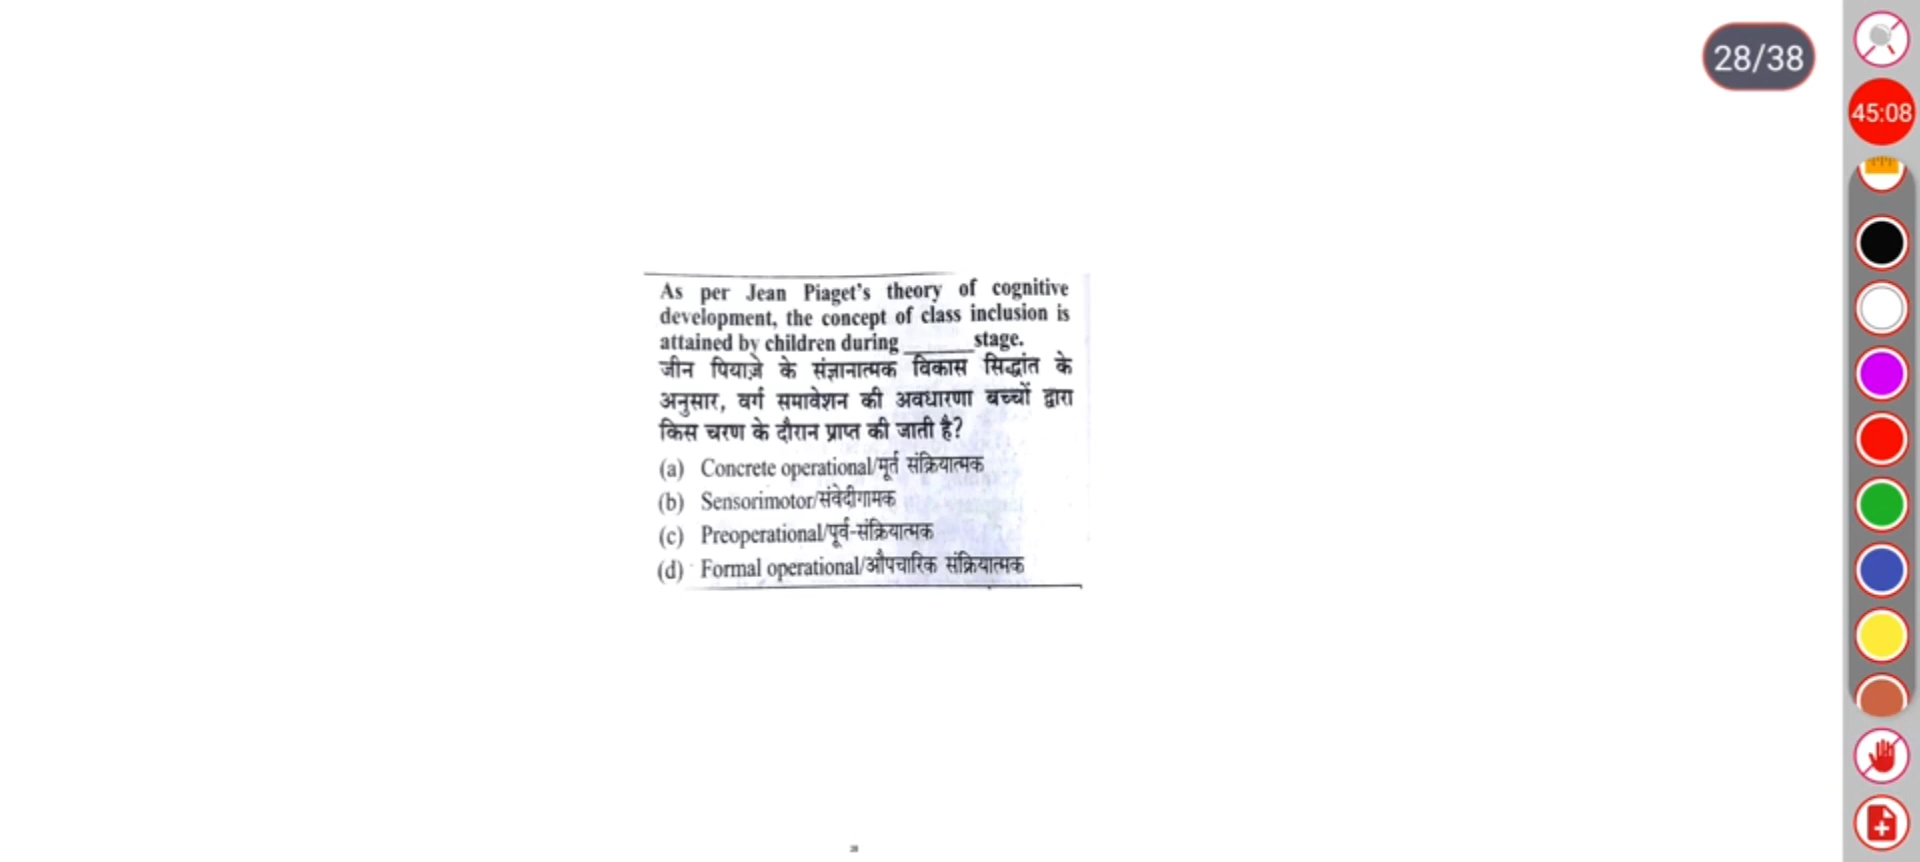 28/38
45:08
As per Jean Piaget's theory of cognitive
development, the concept of class inclusion is
attained by children during ______ stage.
जीन पियाज़े के संज्ञानात्मक विकास सिद्धांत के
अनुसार, वर्ग समावेशन की अवधारणा बच्चों द्वारा
किस चरण के दौरान प्राप्त की जाती है?
(a) Concrete operational/मूर्त संक्रियात्मक
(b) Sensorimotor/संवेदीगामक
(c) Preoperational/पूर्व-संक्रियात्मक
(d) Formal operational/औपचारिक संक्रियात्मक
28